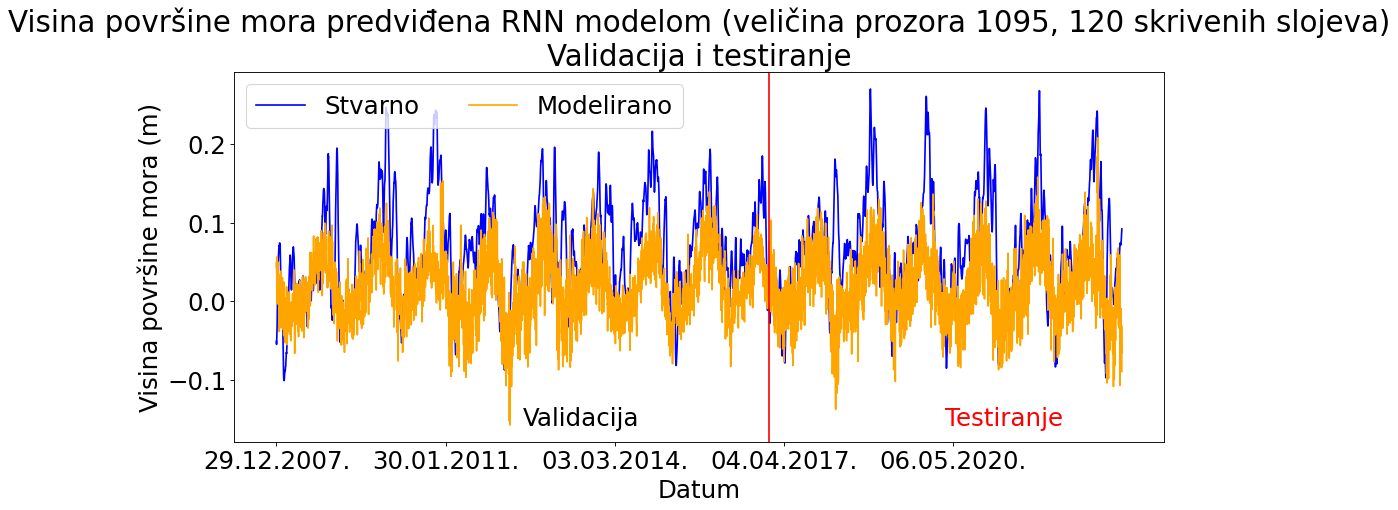 Visina površine mora predviđena RNN modelom (veličina prozora 1095, 120 skrivenih slojeva)
Validacija i testiranje
Stvarno
Modelirano
Visina površine mora (m)
0.2
0.1
0.0
−0.1
Validacija
Testiranje
29.12.2007.
30.01.2011.
03.03.2014.
04.04.2017.
06.05.2020.
Datum